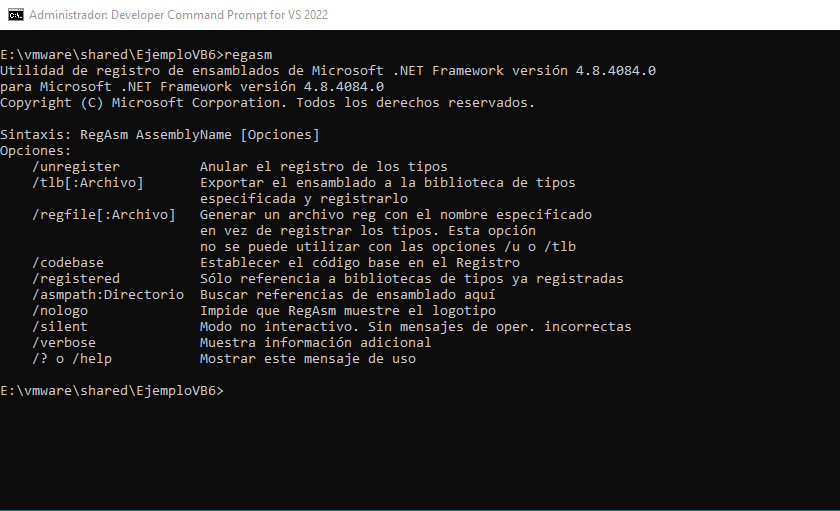 Administrador: Developer Command Prompt for VS 2022
E:\vmware\shared\EjemploVB6>regasm
Utilidad de registro de ensamblados de Microsoft .NET Framework versión 4.8.4084.0
para Microsoft .NET Framework versión 4.8.4084.0
Copyright (C) Microsoft Corporation. Todos los derechos reservados.
Sintaxis: RegAsm AssemblyName [Opciones]
Opciones:
    /unregister          Anular el registro de los tipos
    /tlb[:Archivo]       Exportar el ensamblado a la biblioteca de tipos
                         especificada y registrarlo
    /regfile[:Archivo]   Generar un archivo reg con el nombre especificado
                         en vez de registrar los tipos. Esta opción
                         no se puede utilizar con las opciones /u o /tlb
    /codebase            Establecer el código base en el Registro
    /registered          Sólo referencia a bibliotecas de tipos ya registradas
    /asmpath:Directorio  Buscar referencias de ensamblado aquí
    /nologo              Impide que RegAsm muestre el logotipo
    /silent              Modo no interactivo. Sin mensajes de oper. incorrectas
    /verbose             Muestra información adicional
    /? o /help           Mostrar este mensaje de uso
E:\vmware\shared\EjemploVB6>